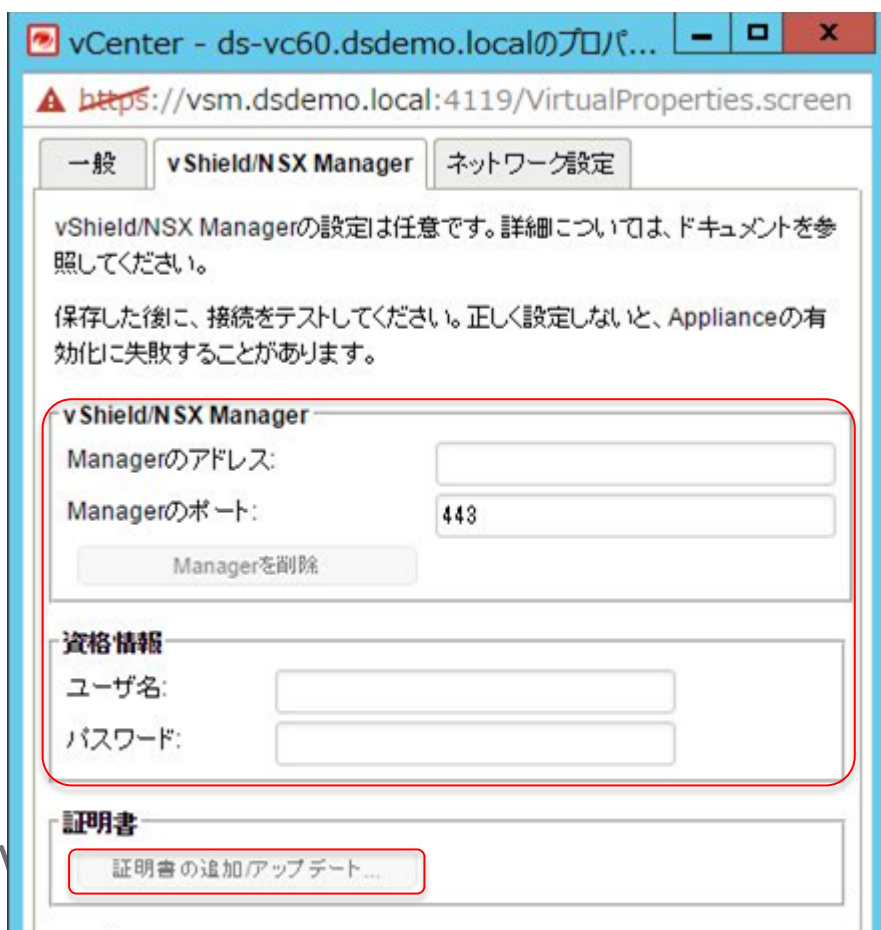 vCenter - ds-vc60.dsdemo.localのプロパ...
https://vsm.dsdemo.local:4119/VirtualProperties.screen
一般 vShield/NSX Manager ネットワーク設定
vShield/NSX Managerの設定は任意です。詳細については、ドキュメントを参
照してください。
保存した後に、接続をテストしてください。正しく設定しないと、Applianceの有
効化に失敗することがあります。
vShield/NSX Manager
Managerのアドレス:
Managerのポート: 443
Managerを削除
資格情報
ユーザ名:
パスワード:
証明書
証明書の追加/アップデート...